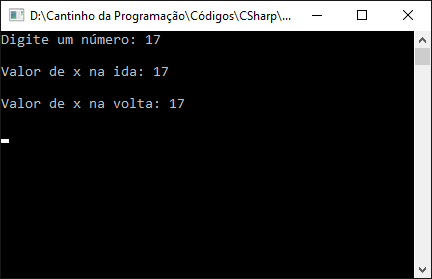 D:\Cantinho da Programação\Códigos\CSharp\...
Digite um número: 17
Valor de x na ida: 17
Valor de x na volta: 17